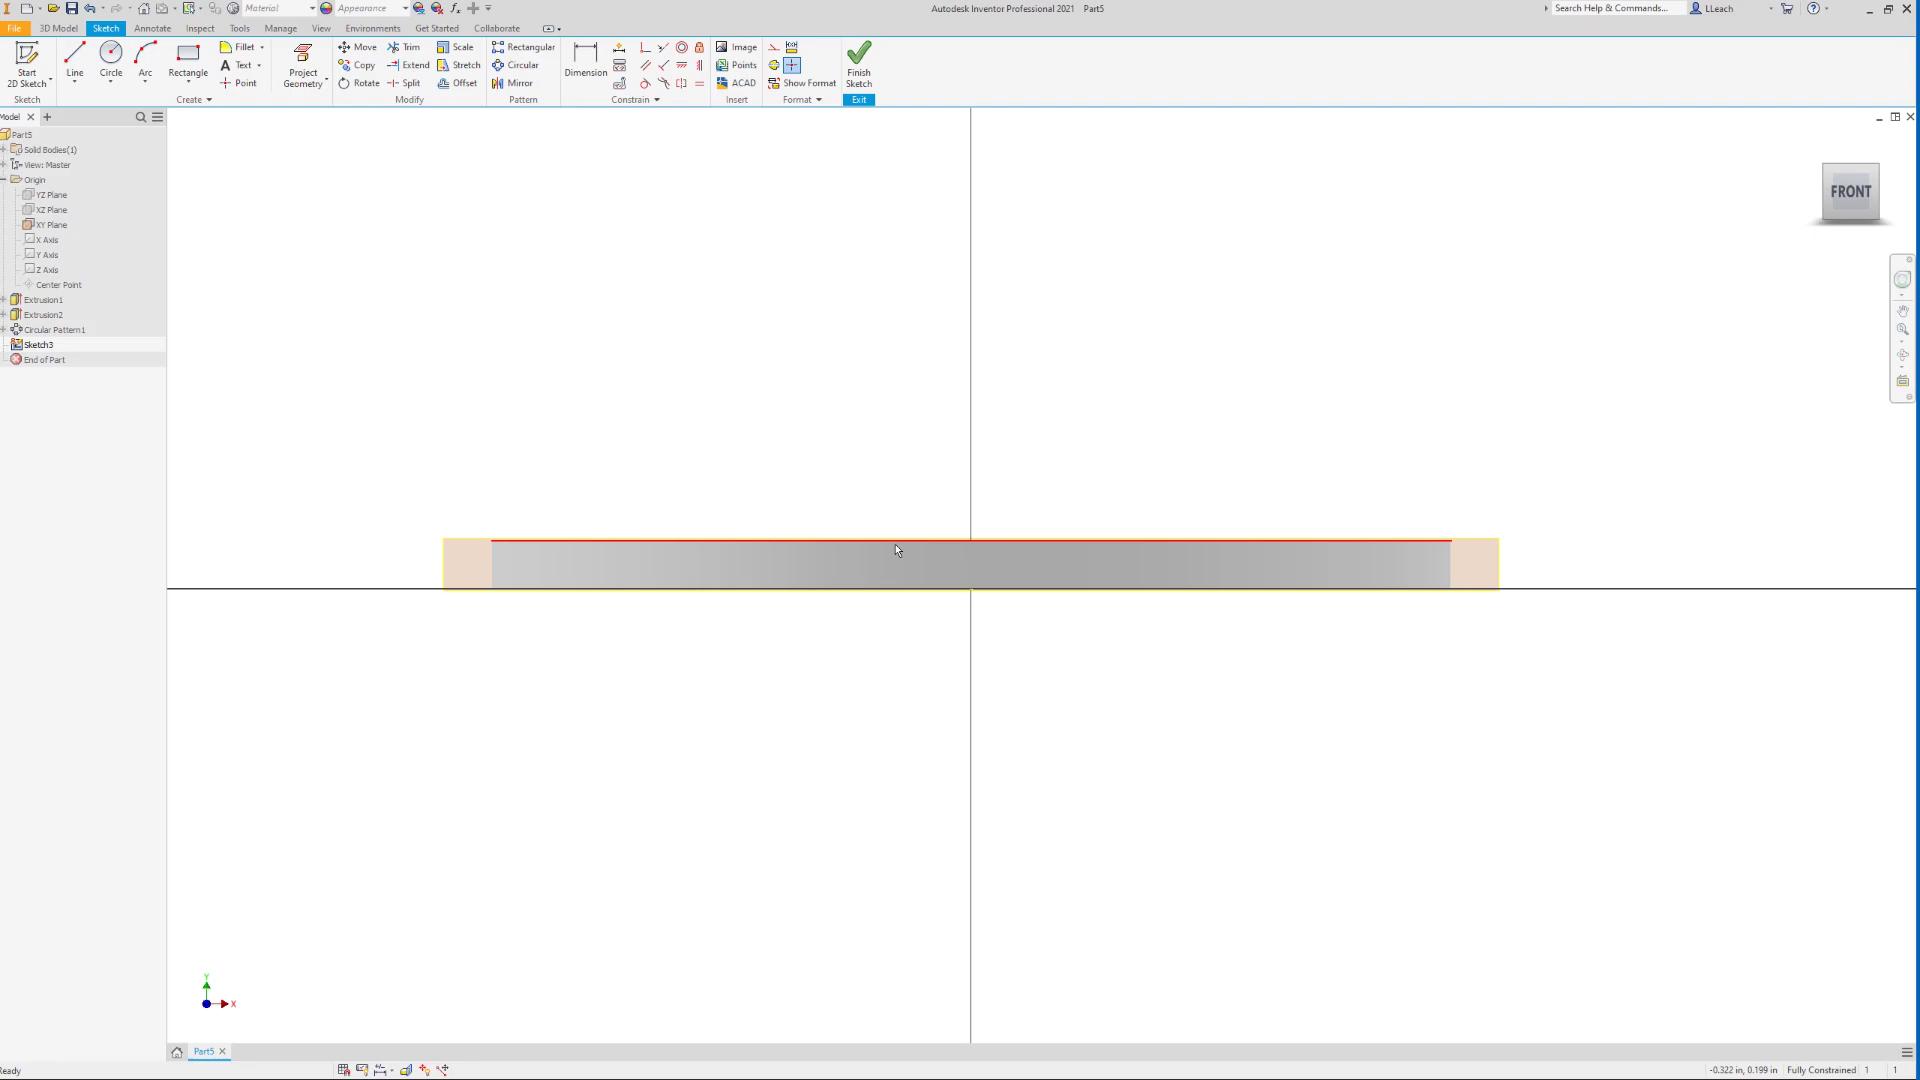 Material
Appearance
Autodesk Inventor Professional 2021 Part5
Search Help & Commands...
LLeach
File
3D Model
Sketch
Annotate
Inspect
Tools
Manage
View
Environments
Get Started
Collaborate
Start
2D Sketch
Line
Circle
Arc
Rectangle
Fillet
Text
Point
Project
Geometry
Move
Copy
Rotate
Trim
Extend
Split
Scale
Stretch
Offset
Rectangular
Circular
Mirror
Dimension
Image
Points
ACAD
Show Format
Finish
Sketch
Sketch
Create
Modify
Pattern
Constrain
Insert
Format
Exit
Model
Part5
Solid Bodies(1)
View: Master
Origin
YZ Plane
XZ Plane
XY Plane
X Axis
Y Axis
Z Axis
Center Point
Extrusion1
Extrusion2
Circular Pattern1
Sketch3
End of Part
FRONT
Y
X
Part5
Ready
-0.322 in, 0.199 in
Fully Constrained
1
1